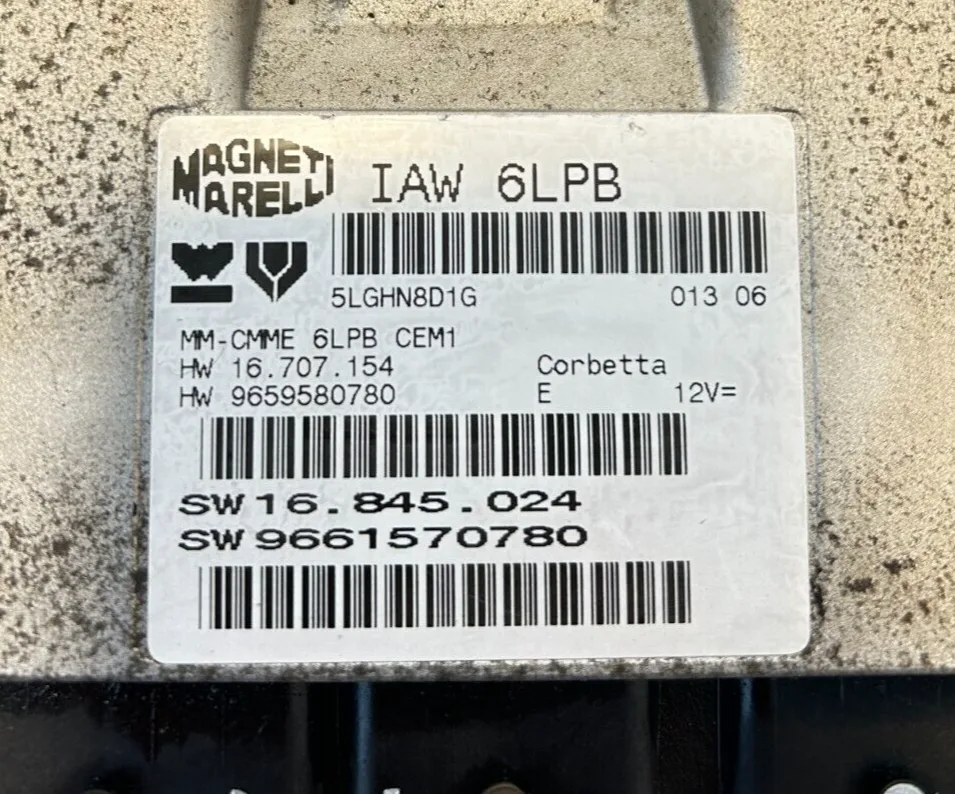 MAGNETI
MARELLI
IAW 6LPB
5LGHN8D1G 013 06
MM-CMME 6LPB CEM1
HW 16.707.154 Corbetta
HW 9659580780 E 12V=
SW 16.845.024
SW 9661570780